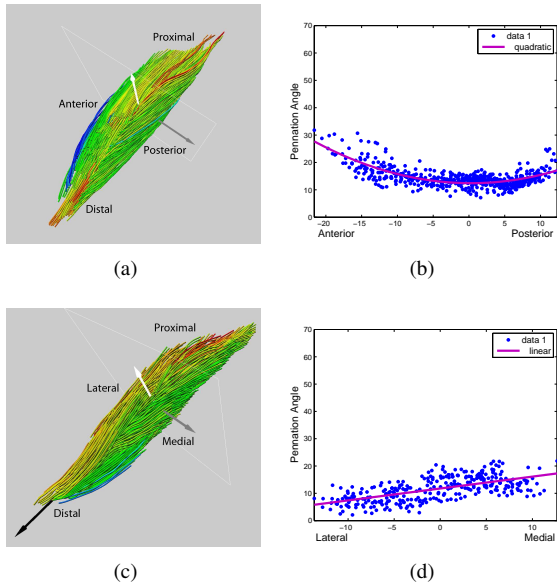 Proximal
Anterior
Posterior
Distal
(a)
70
60
50
40
30
20
10
0
Pennation Angle
data 1
quadratic
−20 −15 −10 −5 0 5 10
Anterior Posterior
(b)
Proximal
Lateral
Medial
Distal
(c)
70
60
50
40
30
20
10
0
Pennation Angle
data 1
linear
−10 −5 0 5 10
Lateral Medial
(d)